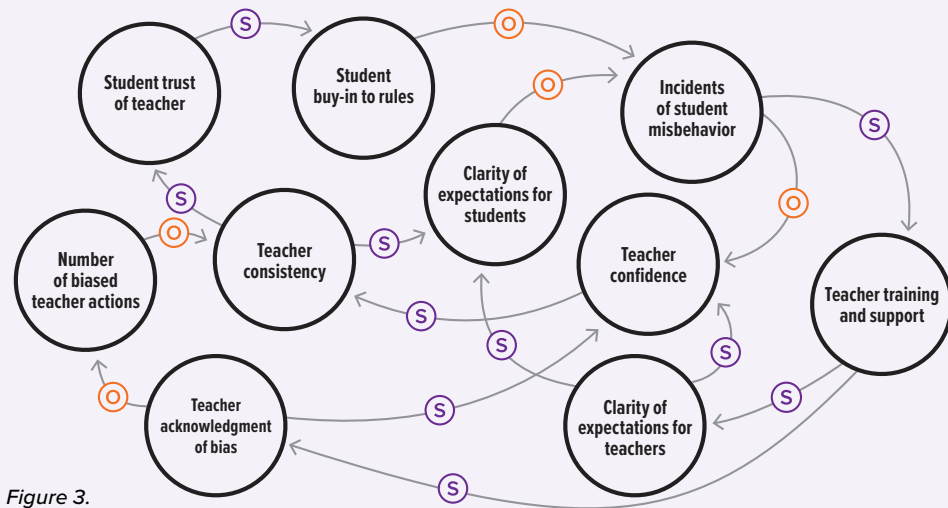 S
O
Student trust
of teacher
Student
buy-in to rules
Incidents
of student
misbehavior
O
S
Clarity of
expectations for
students
S
O
O
Number
of biased
teacher actions
Teacher
consistency
S
Teacher
confidence
Teacher training
and support
S
S
S
O
S
S
Teacher
acknowledgment
of bias
Clarity of
expectations for
teachers
S
Figure 3.